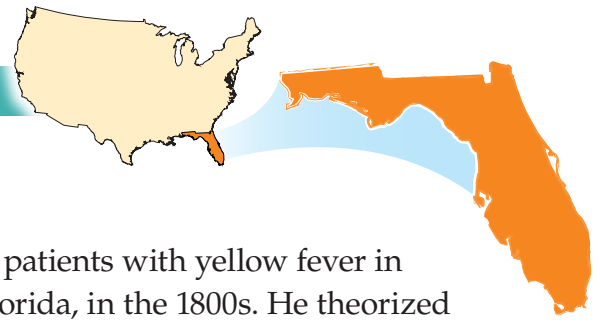 patients with yellow fever in
orida, in the 1800s. He theorized